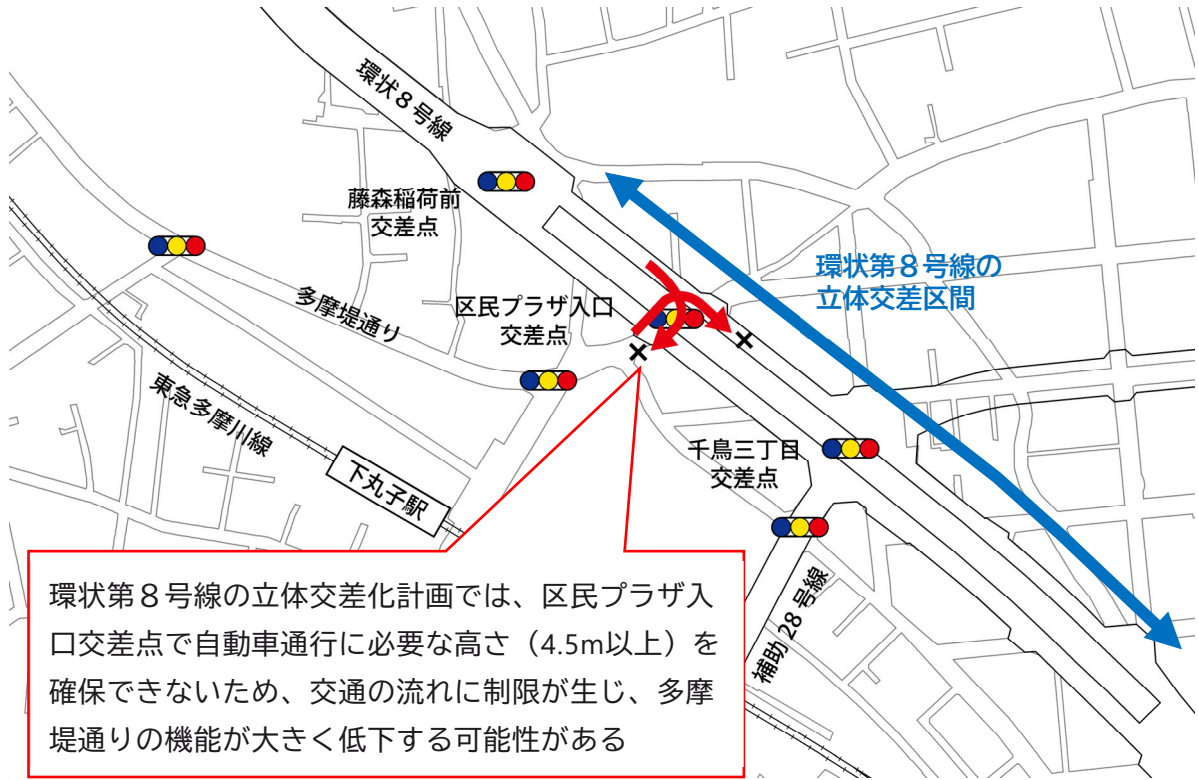 環状８号線
藤森稲荷前
交差点
多摩堤通り
区民プラザ入口
交差点
環状第８号線の
立体交差区間
東急多摩川線
下丸子駅
千鳥三丁目
交差点
補助28号線
環状第８号線の立体交差化計画では、区民プラザ入
口交差点で自動車通行に必要な高さ（4.5m以上）を
確保できないため、交通の流れに制限が生じ、多摩
堤通りの機能が大きく低下する可能性がある